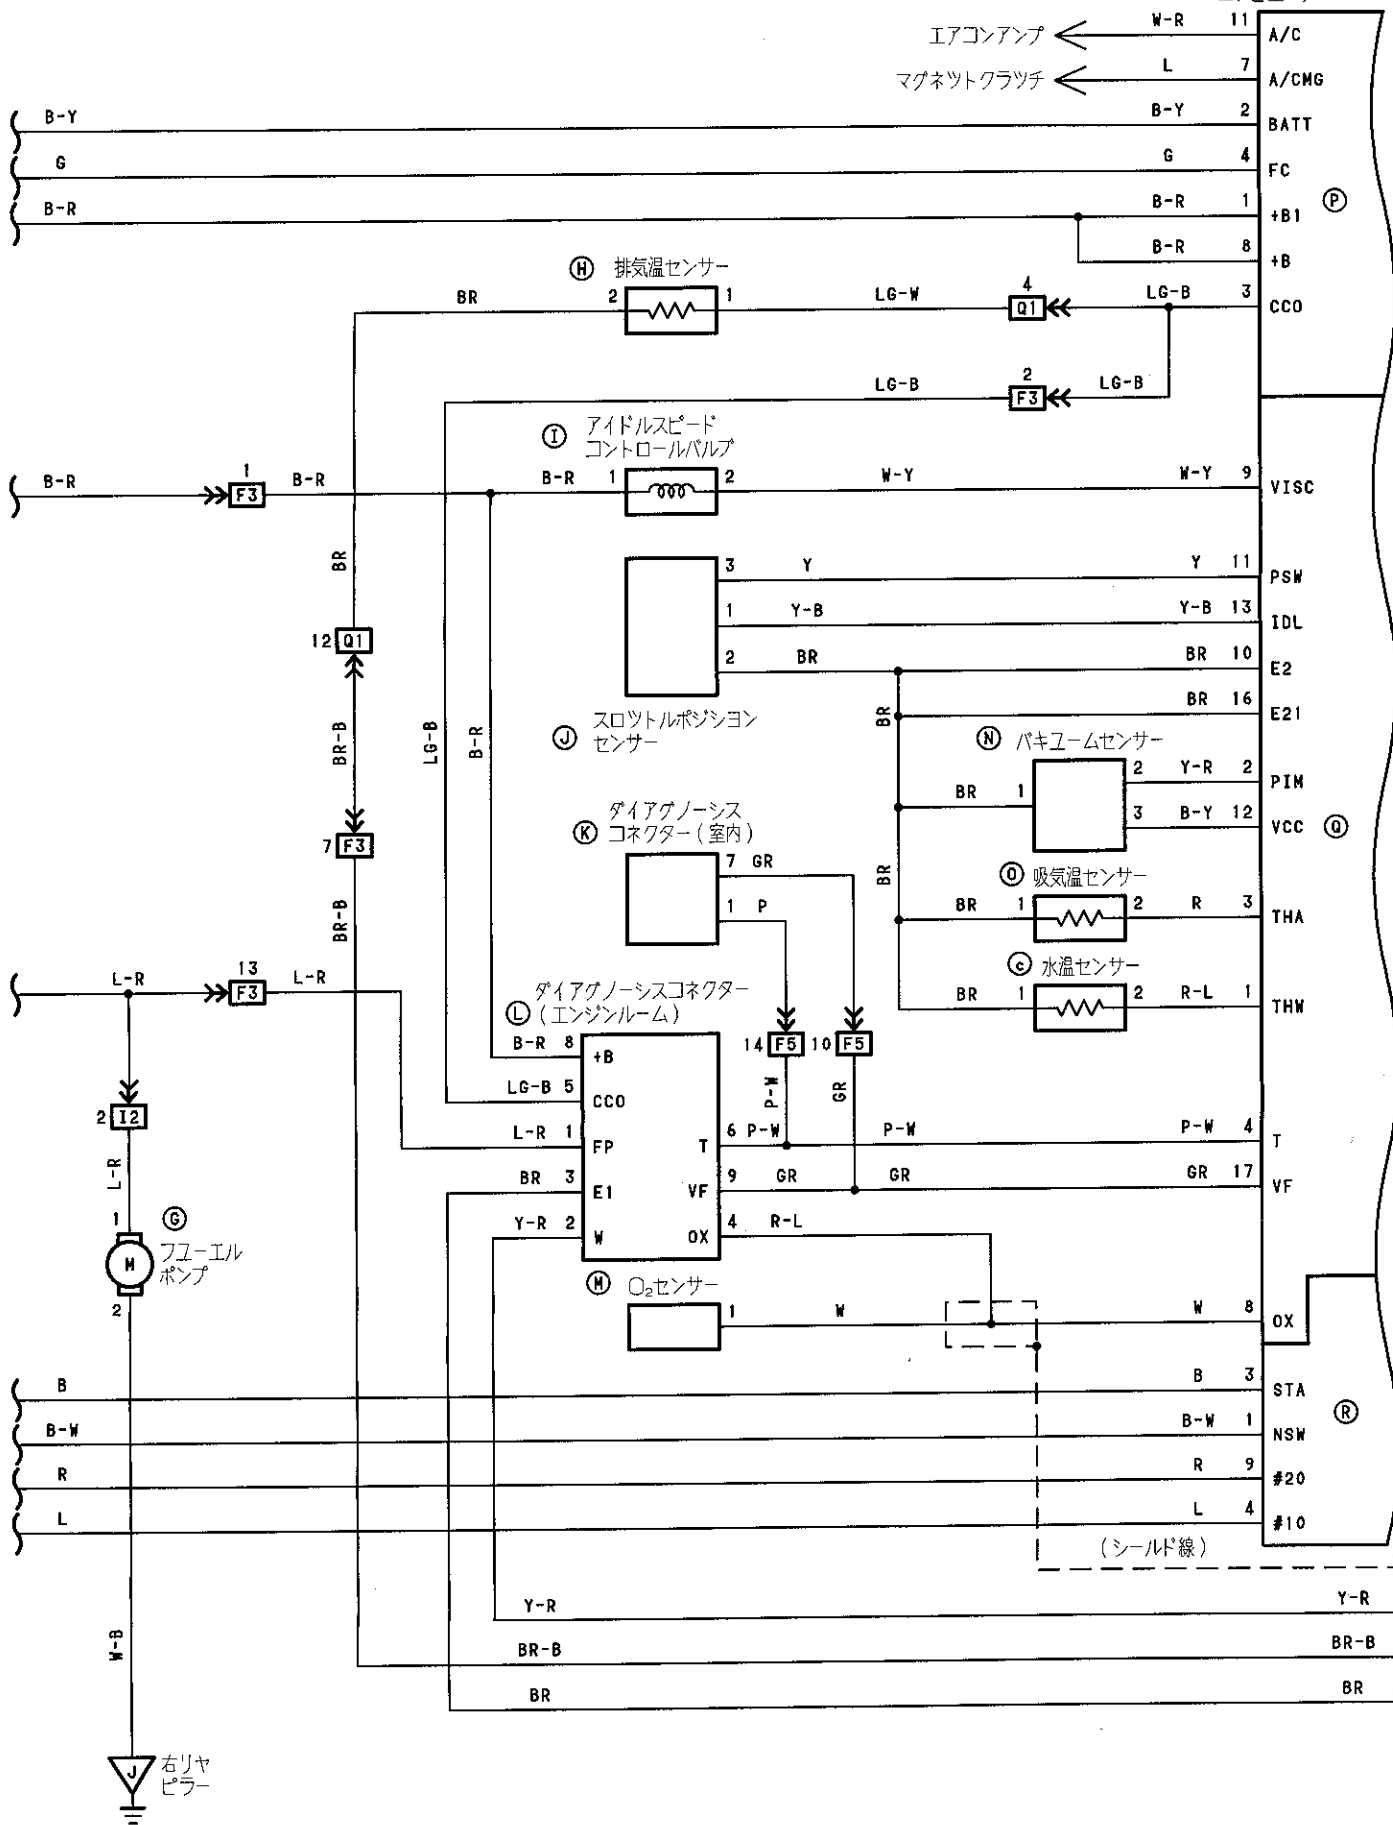 エアコンアンプ W-R 11 A/C
マグネットクラッチ L 7 A/CMG
B-Y B-Y 2 BATT
G G 4 FC
B-R B-R 1 +B1
P
B-R 8 +B
H 排気温センサー
BR 2 1 LG-W 4 Q1 LG-B 3 CCO
LG-B 2 F3 LG-B
I アイドルスピード
コントロールバルブ
B-R 1 F3 B-R B-R 1 2 W-Y W-Y 9 VISC
BR
3 Y Y 11 PSW
1 Y-B Y-B 13 IDL
12 Q1
2 BR BR 10 E2
BR
BR 16 E21
J スロットルポジション
センサー
BR-B
LG-B
B-R
N バキュームセンサー
BR 1 2 Y-R 2 PIM
3 B-Y 12 VCC
Q
K ダイアグノーシス
コネクター(室内)
7 F3
7 GR
1 P
BR
O 吸気温センサー
BR 1 2 R 3 THA
BR-B
c 水温センサー
BR 1 2 R-L 1 THW
L-R 13 F3 L-R
L ダイアグノーシスコネクター
(エンジンルーム)
14 F5 10 F5
B-R 8 +B
LG-B 5 CCO
P-W
GR
2 I2
L-R 1 FP T 6 P-W P-W P-W 4 T
L-R
BR 3 E1 VF 9 GR GR GR 17 VF
Y-R 2 W OX 4 R-L
1 G
フューエル
ポンプ
M
2
M O₂センサー
1 W W 8 OX
B B 3 STA
R
B-W B-W 1 NSW
R R 9 #20
L L 4 #10
(シールド線)
Y-R Y-R
W-B
BR-B BR-B
BR BR
J 右リヤ
ピラー